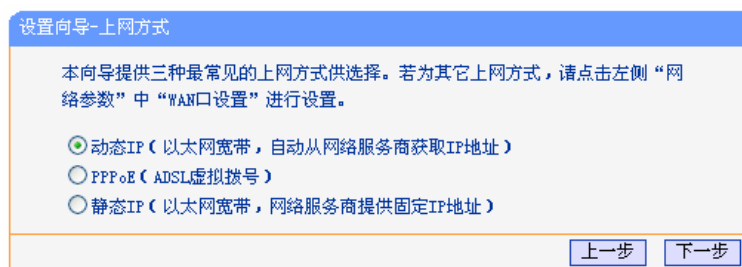 设置向导-上网方式
本向导提供三种最常见的上网方式供选择。若为其它上网方式，请点击左侧“网
络参数”中“WAN口设置”进行设置。
动态IP（以太网宽带，自动从网络服务商获取IP地址）
PPPoE（ADSL虚拟拨号）
静态IP（以太网宽带，网络服务商提供固定IP地址）
上一步 下一步